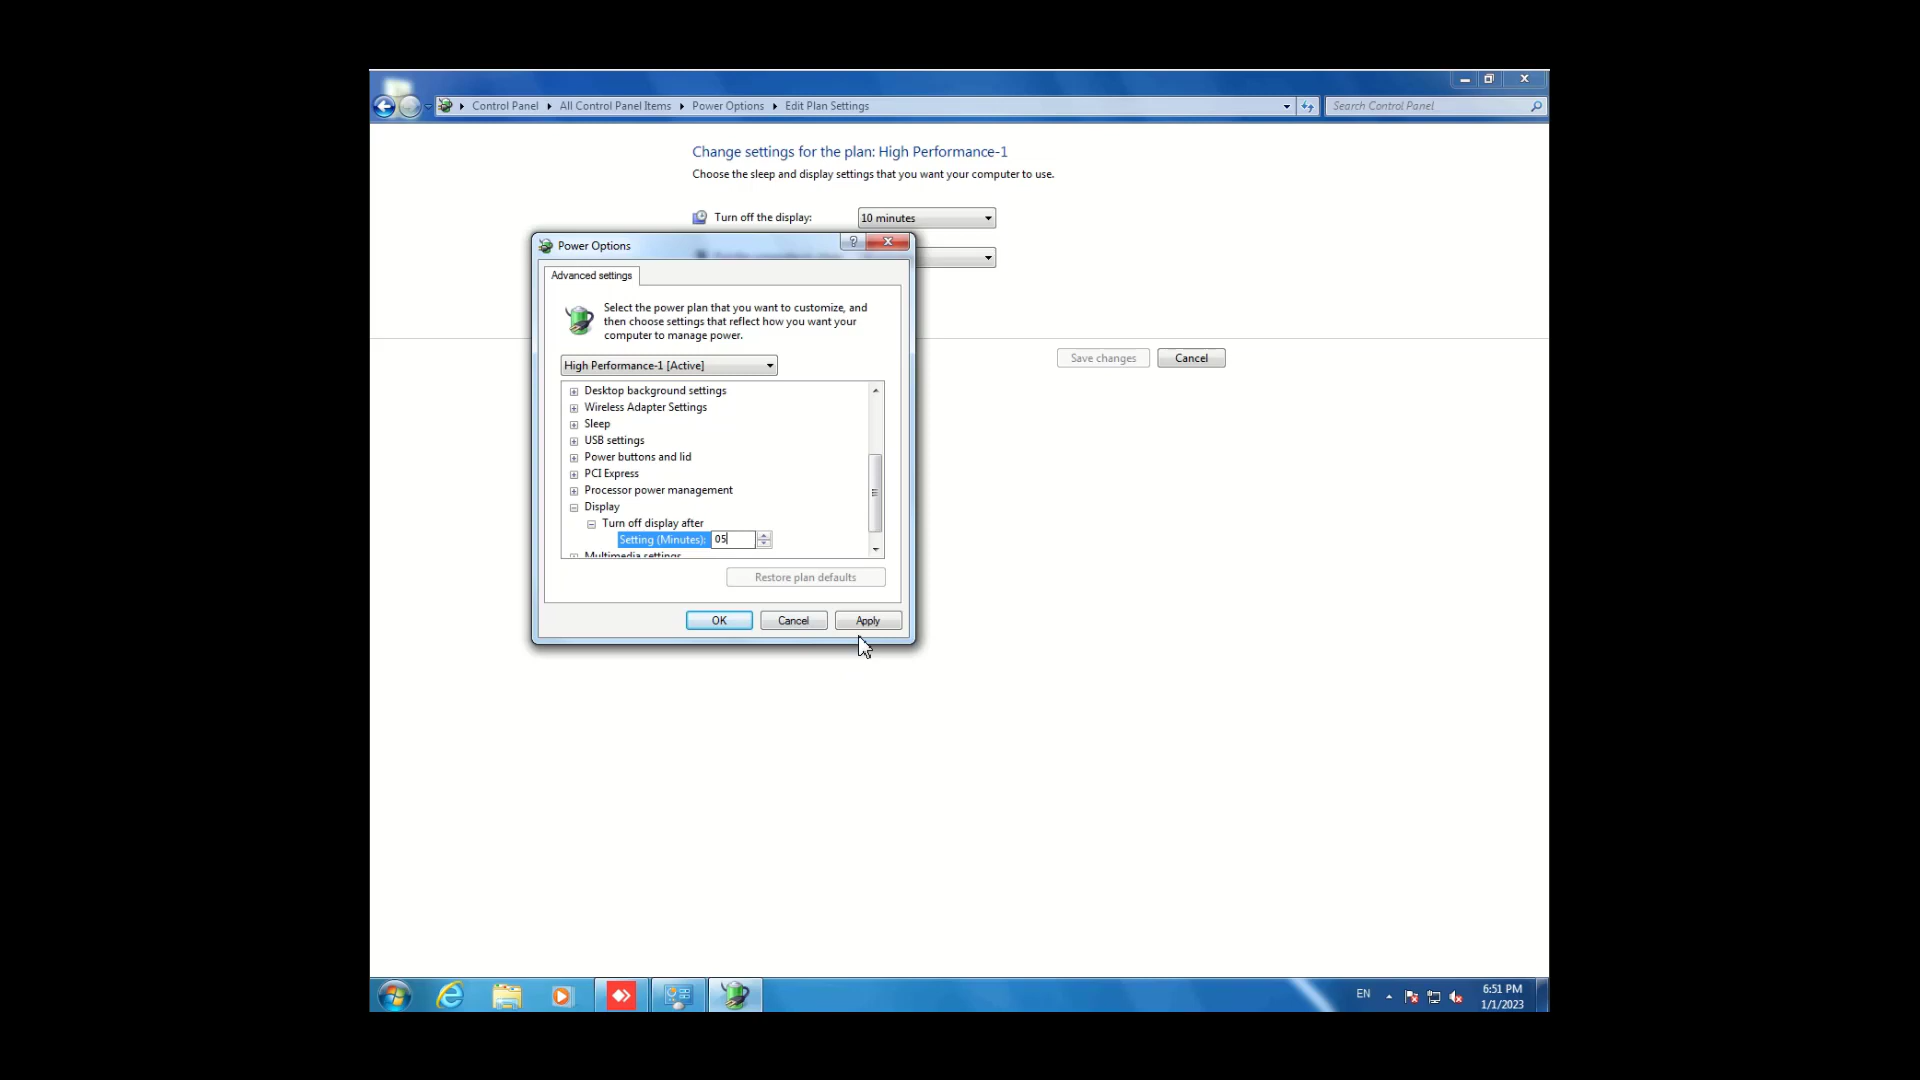 Control Panel
All Control Panel Items
Power Options
Edit Plan Settings
Search Control Panel
Change settings for the plan: High Performance-1
Choose the sleep and display settings that you want your computer to use.
Turn off the display:
10 minutes
Power Options
?
Advanced settings
Select the power plan that you want to customize, and
then choose settings that reflect how you want your
computer to manage power.
High Performance-1 [Active]
Save changes
Cancel
Desktop background settings
Wireless Adapter Settings
Sleep
USB settings
Power buttons and lid
PCI Express
Processor power management
Display
Turn off display after
Setting (Minutes): 05
Multimedia settings
Restore plan defaults
OK
Cancel
Apply
EN
6:51 PM
1/1/2023